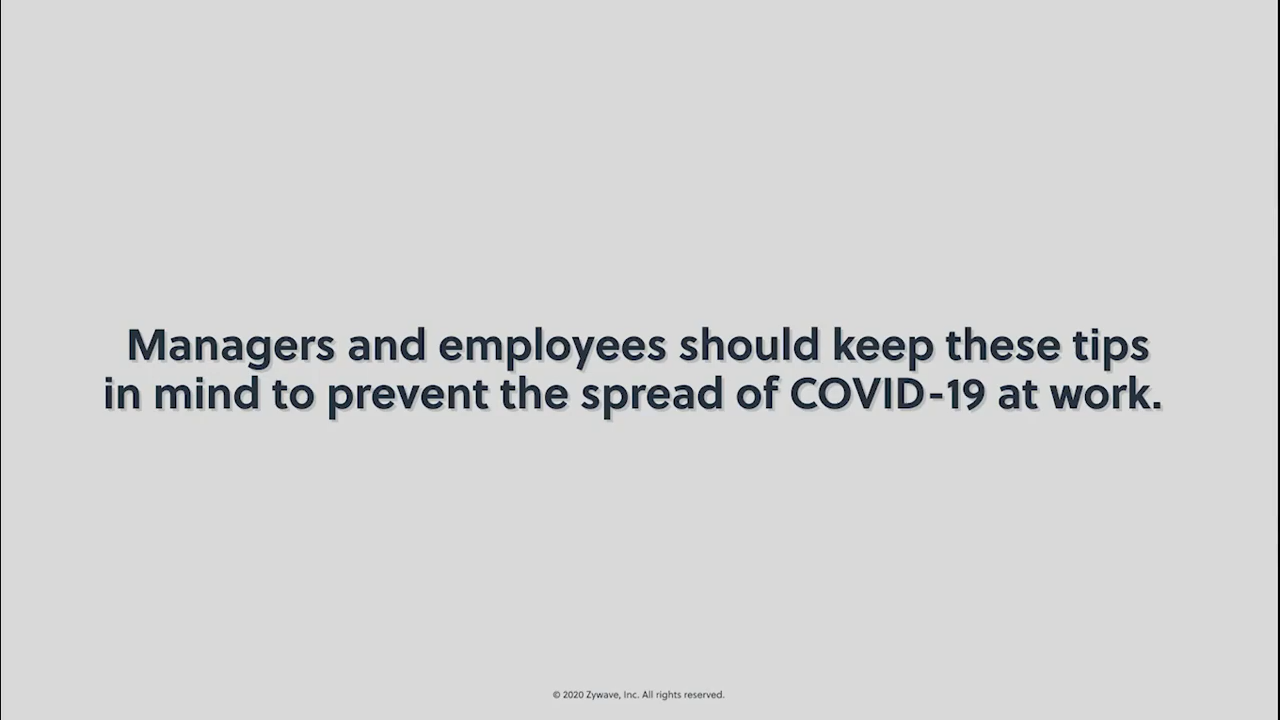 Managers and employees should keep these tips
in mind to prevent the spread of COVID-19 at work.
© 2020 Zywave, Inc. All rights reserved.